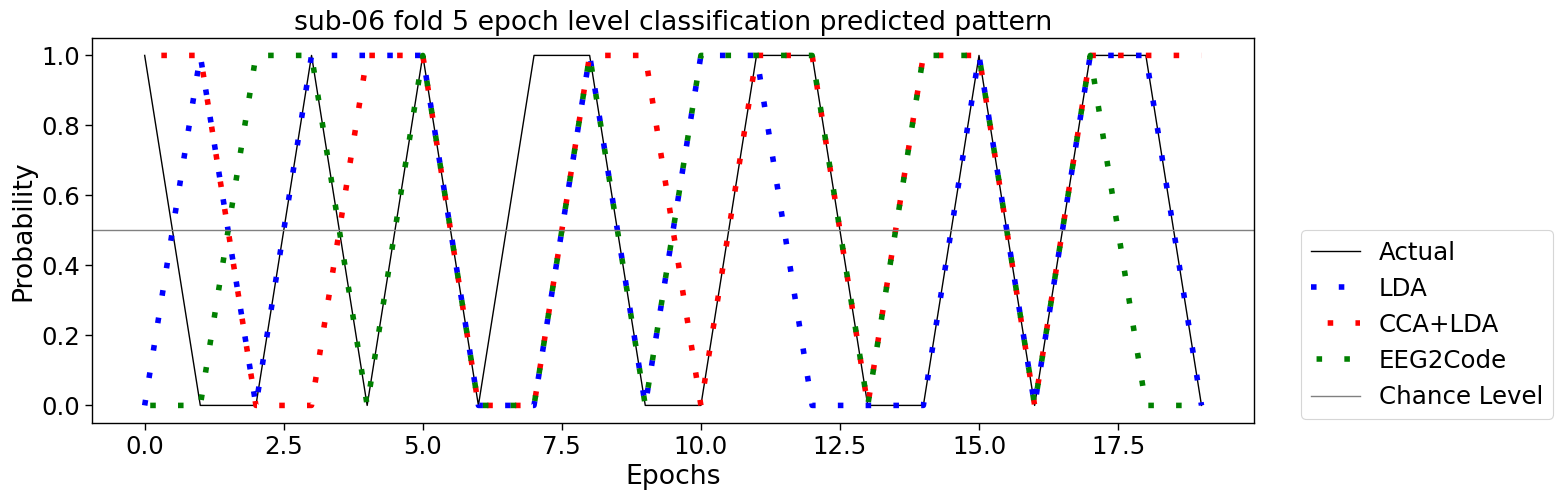 sub-06 fold 5 epoch level classification predicted pattern
1.0
0.8
0.6
0.4
0.2
0.0
Probability
0.0 2.5 5.0 7.5 10.0 12.5 15.0 17.5
Epochs
Actual
LDA
CCA+LDA
EEG2Code
Chance Level